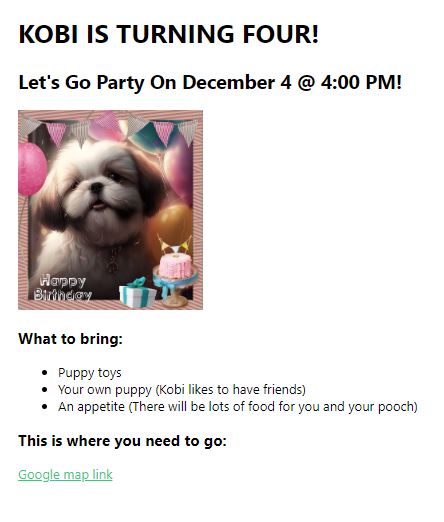 KOBI IS TURNING FOUR!
Let's Go Party On December 4 @ 4:00 PM!
Happy
Birthday
What to bring:
Puppy toys
Your own puppy (Kobi likes to have friends)
An appetite (There will be lots of food for you and your pooch)
This is where you need to go:
Google map link